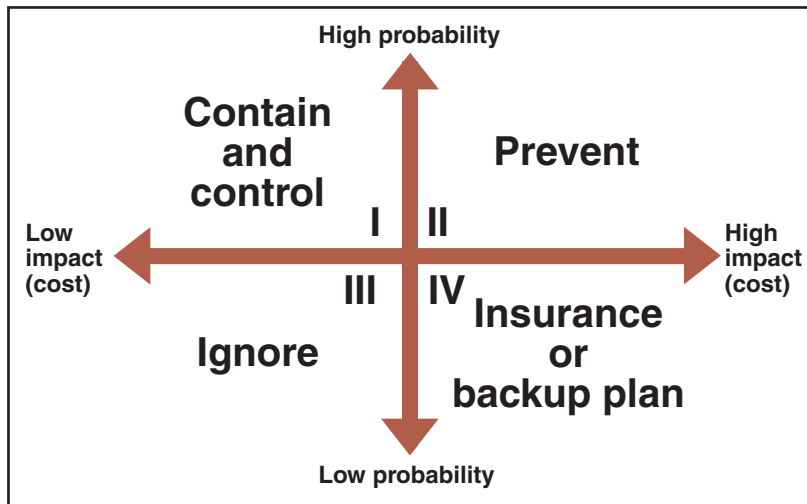 High probability
Contain
and
control
Prevent
I
II
Low
impact
(cost)
High
impact
(cost)
III
IV
Ignore
Insurance
or
backup plan
Low probability